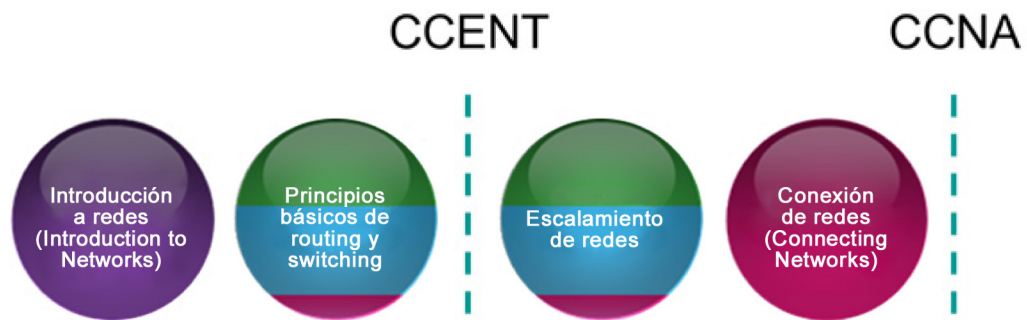 CCENT
CCNA
Introducción
a redes
(Introduction to
Networks)
Principios
básicos de
routing y
switching
Escalamiento
de redes
Conexión
de redes
(Connecting
Networks)